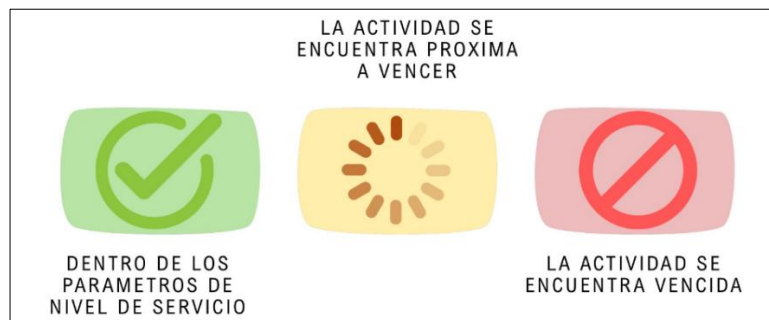 LA ACTIVIDAD SE
ENCUENTRA PROXIMA
A VENCER
DENTRO DE LOS
PARAMETROS DE
NIVEL DE SERVICIO
LA ACTIVIDAD SE
ENCUENTRA VENCIDA